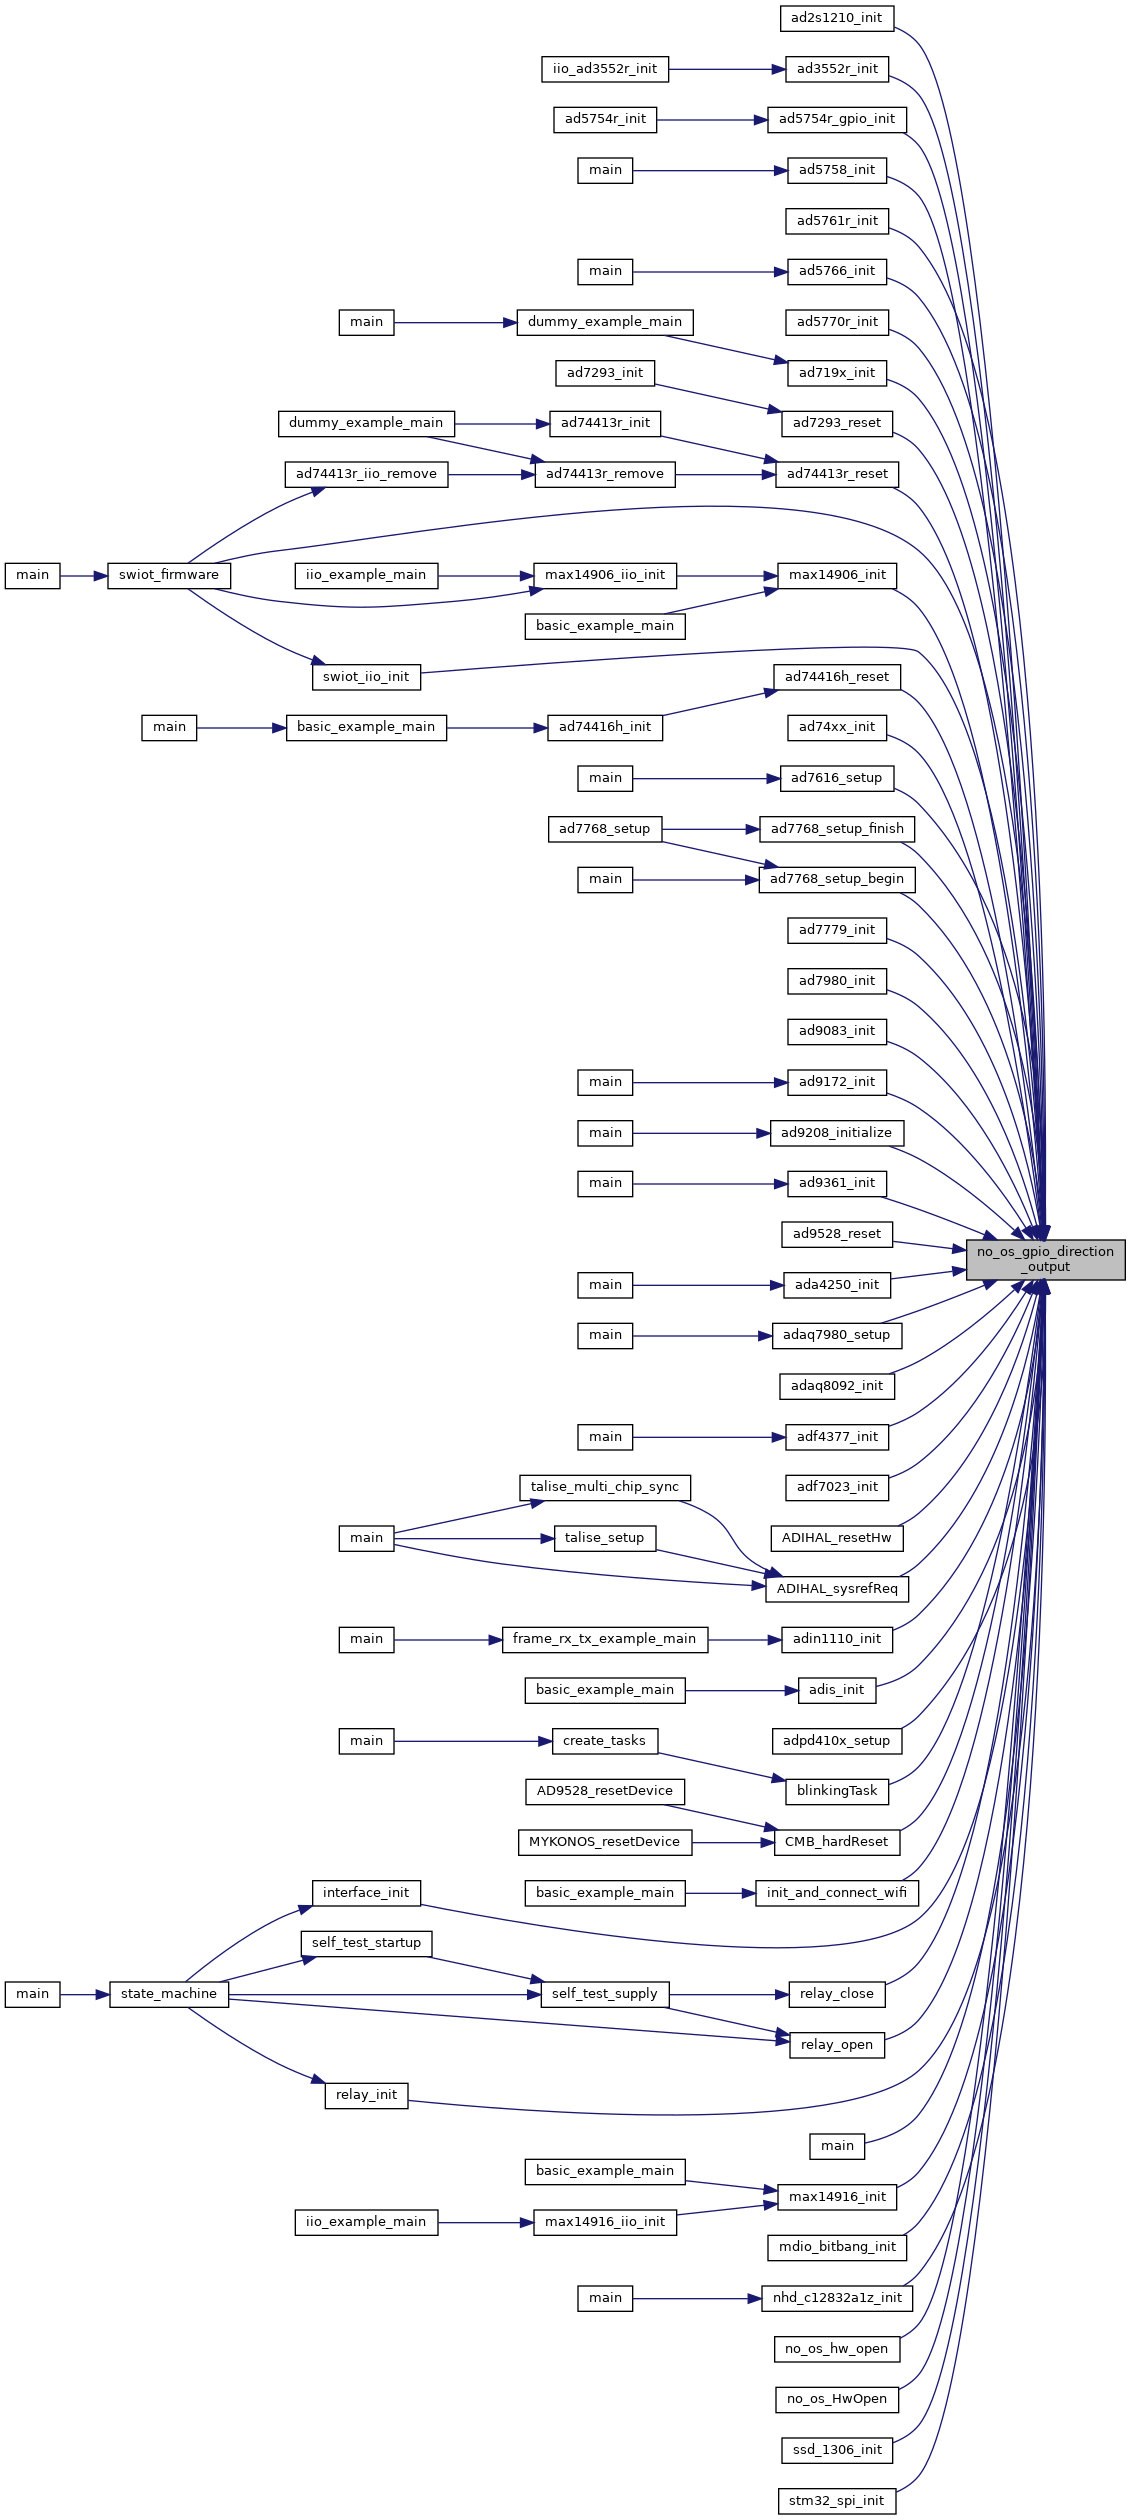 ad2s1210_init
iio_ad3552r_init
ad3552r_init
ad5754r_init
ad5754r_gpio_init
main
ad5758_init
ad5761r_init
main
ad5766_init
main
dummy_example_main
ad5770r_init
ad719x_init
ad7293_init
ad7293_reset
dummy_example_main
ad74413r_init
ad74413r_iio_remove
ad74413r_remove
ad74413r_reset
main
swiot_firmware
iio_example_main
max14906_iio_init
max14906_init
basic_example_main
swiot_iio_init
ad74416h_reset
main
basic_example_main
ad74416h_init
ad74xx_init
main
ad7616_setup
ad7768_setup
ad7768_setup_finish
main
ad7768_setup_begin
ad7779_init
ad7980_init
ad9083_init
main
ad9172_init
main
ad9208_initialize
main
ad9361_init
ad9528_reset
no_os_gpio_direction
_output
main
ada4250_init
main
adaq7980_setup
adaq8092_init
main
adf4377_init
talise_multi_chip_sync
adf7023_init
main
talise_setup
ADIHAL_resetHw
ADIHAL_sysrefReq
main
frame_rx_tx_example_main
adin1110_init
basic_example_main
adis_init
main
create_tasks
adpd410x_setup
AD9528_resetDevice
blinkingTask
MYKONOS_resetDevice
CMB_hardReset
interface_init
basic_example_main
init_and_connect_wifi
self_test_startup
main
state_machine
self_test_supply
relay_close
relay_open
relay_init
main
basic_example_main
max14916_init
iio_example_main
max14916_iio_init
mdio_bitbang_init
main
nhd_c12832a1z_init
no_os_hw_open
no_os_HwOpen
ssd_1306_init
stm32_spi_init